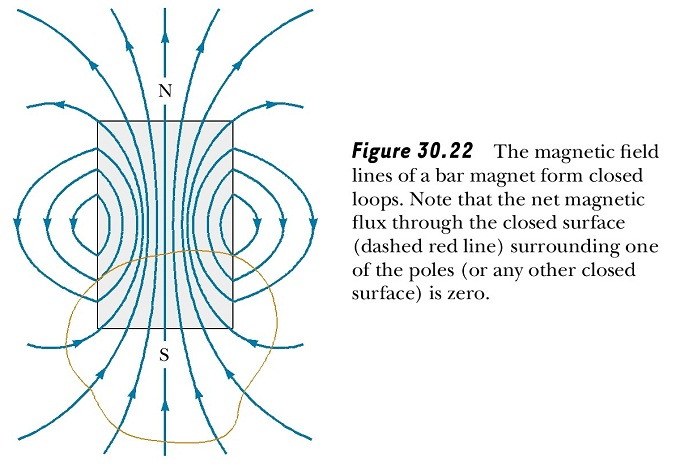 N
S
Figure 30.22 The magnetic field
lines of a bar magnet form closed
loops. Note that the net magnetic
flux through the closed surface
(dashed red line) surrounding one
of the poles (or any other closed
surface) is zero.